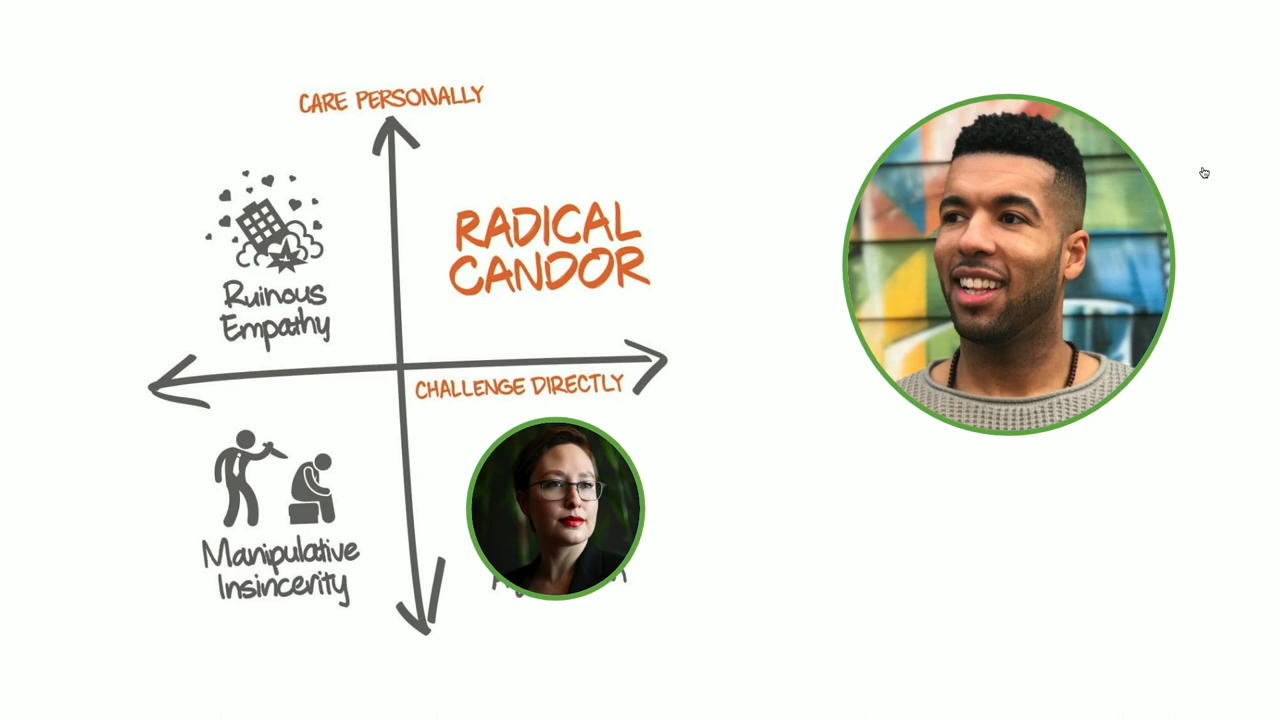 CARE PERSONALLY
RADICAL
CANDOR
Ruinous
Empathy
CHALLENGE DIRECTLY
Manipulative
Insincerity